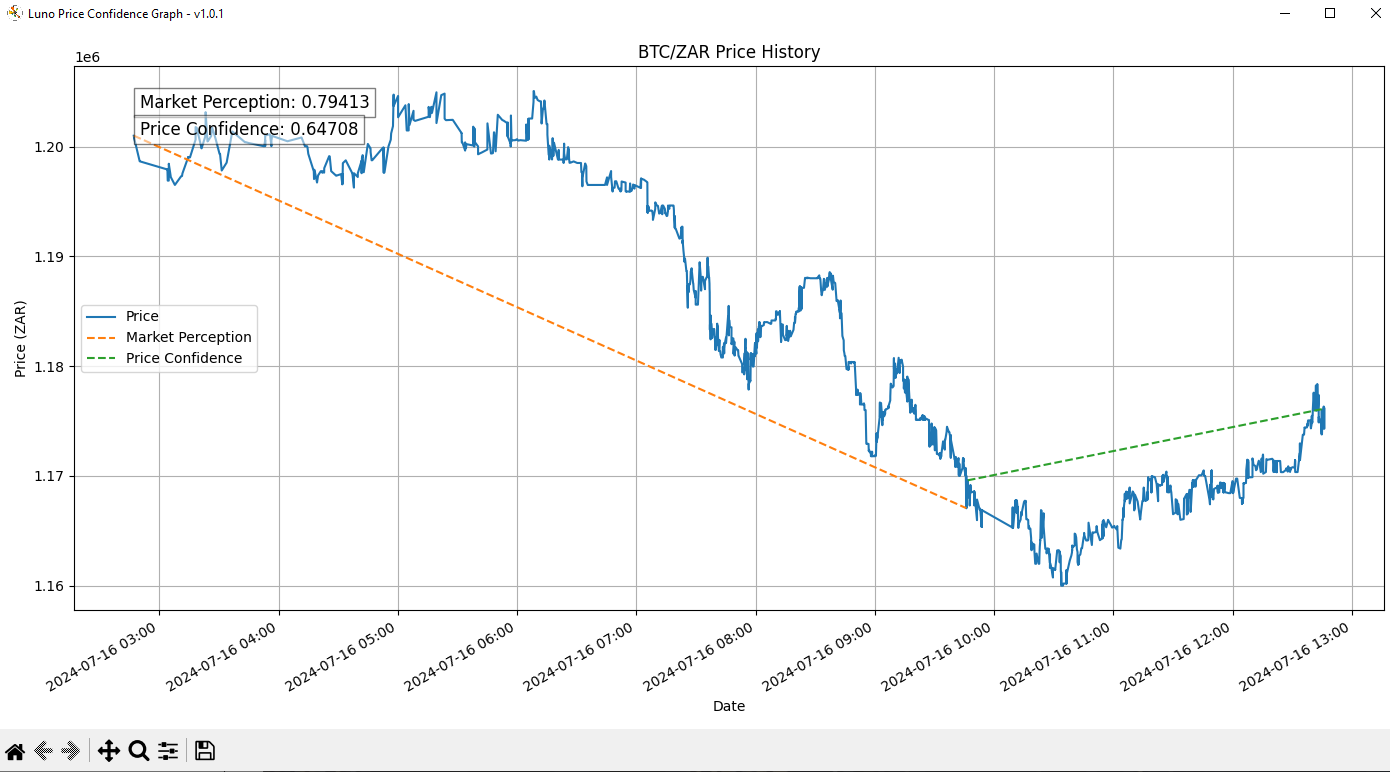 Luno Price Confidence Graph - v1.0.1
BTC/ZAR Price History
1e6
Market Perception: 0.79413
Price Confidence: 0.64708
1.20
1.19
1.18
1.17
1.16
Price (ZAR)
Price
Market Perception
Price Confidence
2024-07-16 03:00
2024-07-16 04:00
2024-07-16 05:00
2024-07-16 06:00
2024-07-16 07:00
2024-07-16 08:00
2024-07-16 09:00
2024-07-16 10:00
2024-07-16 11:00
2024-07-16 12:00
2024-07-16 13:00
Date